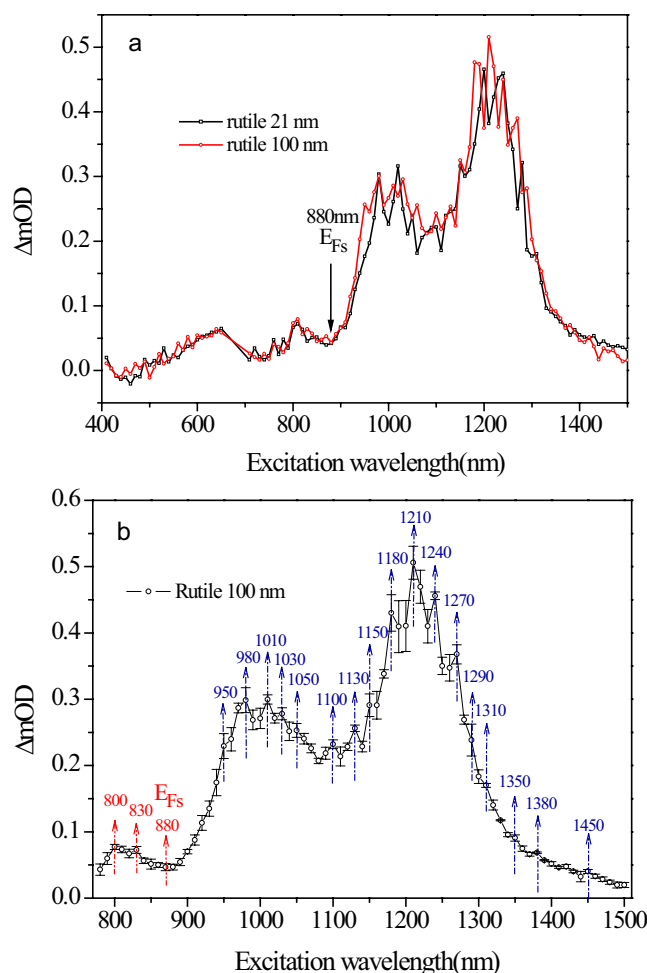 a
0.5
0.4
0.3
0.2
0.1
0.0
ΔmOD
rutile 21 nm
rutile 100 nm
880nm
E_Fs
400 600 800 1000 1200 1400
Excitation wavelength(nm)
b
0.6
0.5
0.4
0.3
0.2
0.1
0.0
ΔmOD
Rutile 100 nm
800
830
E_Fs
880
950
980
1010
1030
1050
1100
1130
1150
1180
1210
1240
1270
1290
1310
1350
1380
1450
800 900 1000 1100 1200 1300 1400 1500
Excitation wavelength(nm)